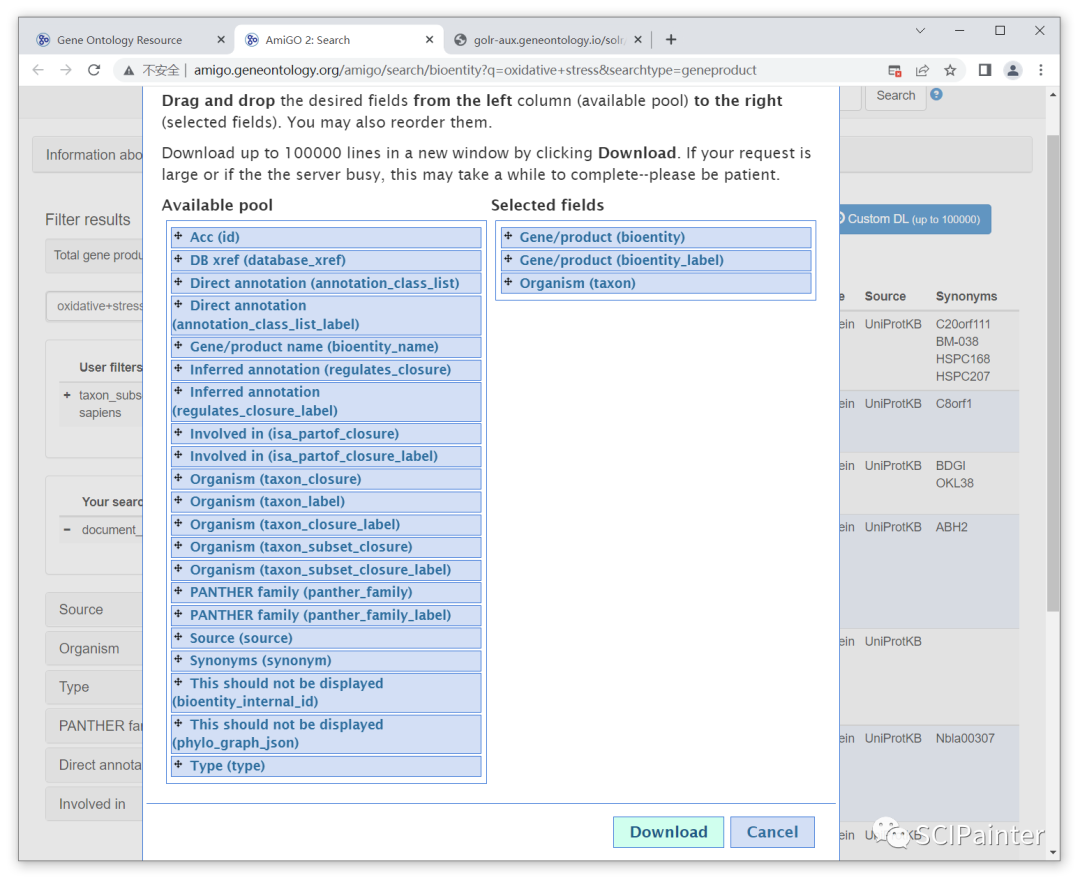 Gene Ontology Resource
AmiGO 2: Search
golr-aux.geneontology.io/solr
不安全 | amigo.geneontology.org/amigo/search/bioentity?q=oxidative+stress&searchtype=geneproduct
Drag and drop the desired fields from the left column (available pool) to the right
(selected fields). You may also reorder them.
Search
Information abo
Download up to 100000 lines in a new window by clicking Download. If your request is
large or if the the server busy, this may take a while to complete--please be patient.
Available pool
Acc (id)
DB xref (database_xref)
Direct annotation (annotation_class_list)
Direct annotation
(annotation_class_list_label)
Gene/product name (bioentity_name)
Inferred annotation (regulates_closure)
Inferred annotation
(regulates_closure_label)
Involved in (isa_partof_closure)
Involved in (isa_partof_closure_label)
Organism (taxon_closure)
Organism (taxon_label)
Organism (taxon_closure_label)
Organism (taxon_subset_closure)
Organism (taxon_subset_closure_label)
PANTHER family (panther_family)
PANTHER family (panther_family_label)
Source (source)
Synonyms (synonym)
This should not be displayed
(bioentity_internal_id)
This should not be displayed
(phylo_graph_json)
Type (type)
Selected fields
Gene/product (bioentity)
Gene/product (bioentity_label)
Organism (taxon)
Download
Cancel
Filter results
Total gene produ
oxidative+stress
User filters
+ taxon_subs
sapiens
Your searc
- document_
Source
Organism
Type
PANTHER fa
Direct annota
Involved in
Custom DL (up to 100000)
e Source Synonyms
ein UniProtKB C20orf111
BM-038
HSPC168
HSPC207
ein UniProtKB C8orf1
ein UniProtKB BDGI
OKL38
ein UniProtKB ABH2
ein UniProtKB
ein UniProtKB Nbla00307
ein
SCIPainter